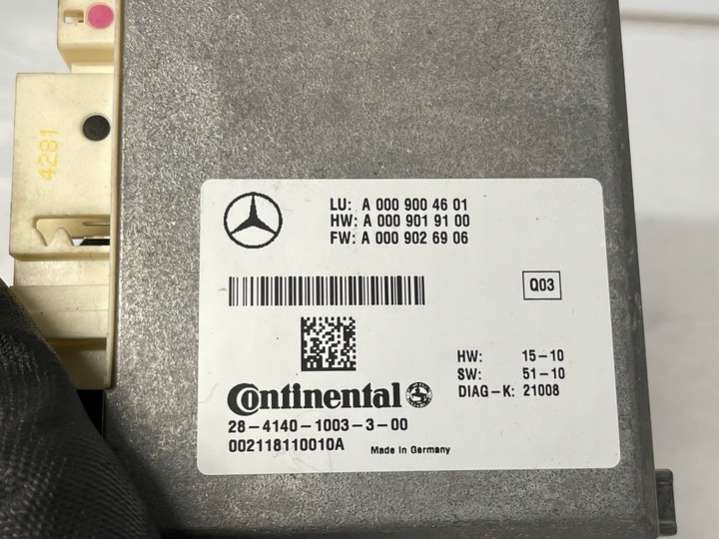 4281
LU: A 000 900 46 01
HW: A 000 901 91 00
FW: A 000 902 69 06
Q03
HW: 15-10
SW: 51-10
DIAG-K: 21008
Continental
28-4140-1003-3-00
002118110010A
Made in Germany